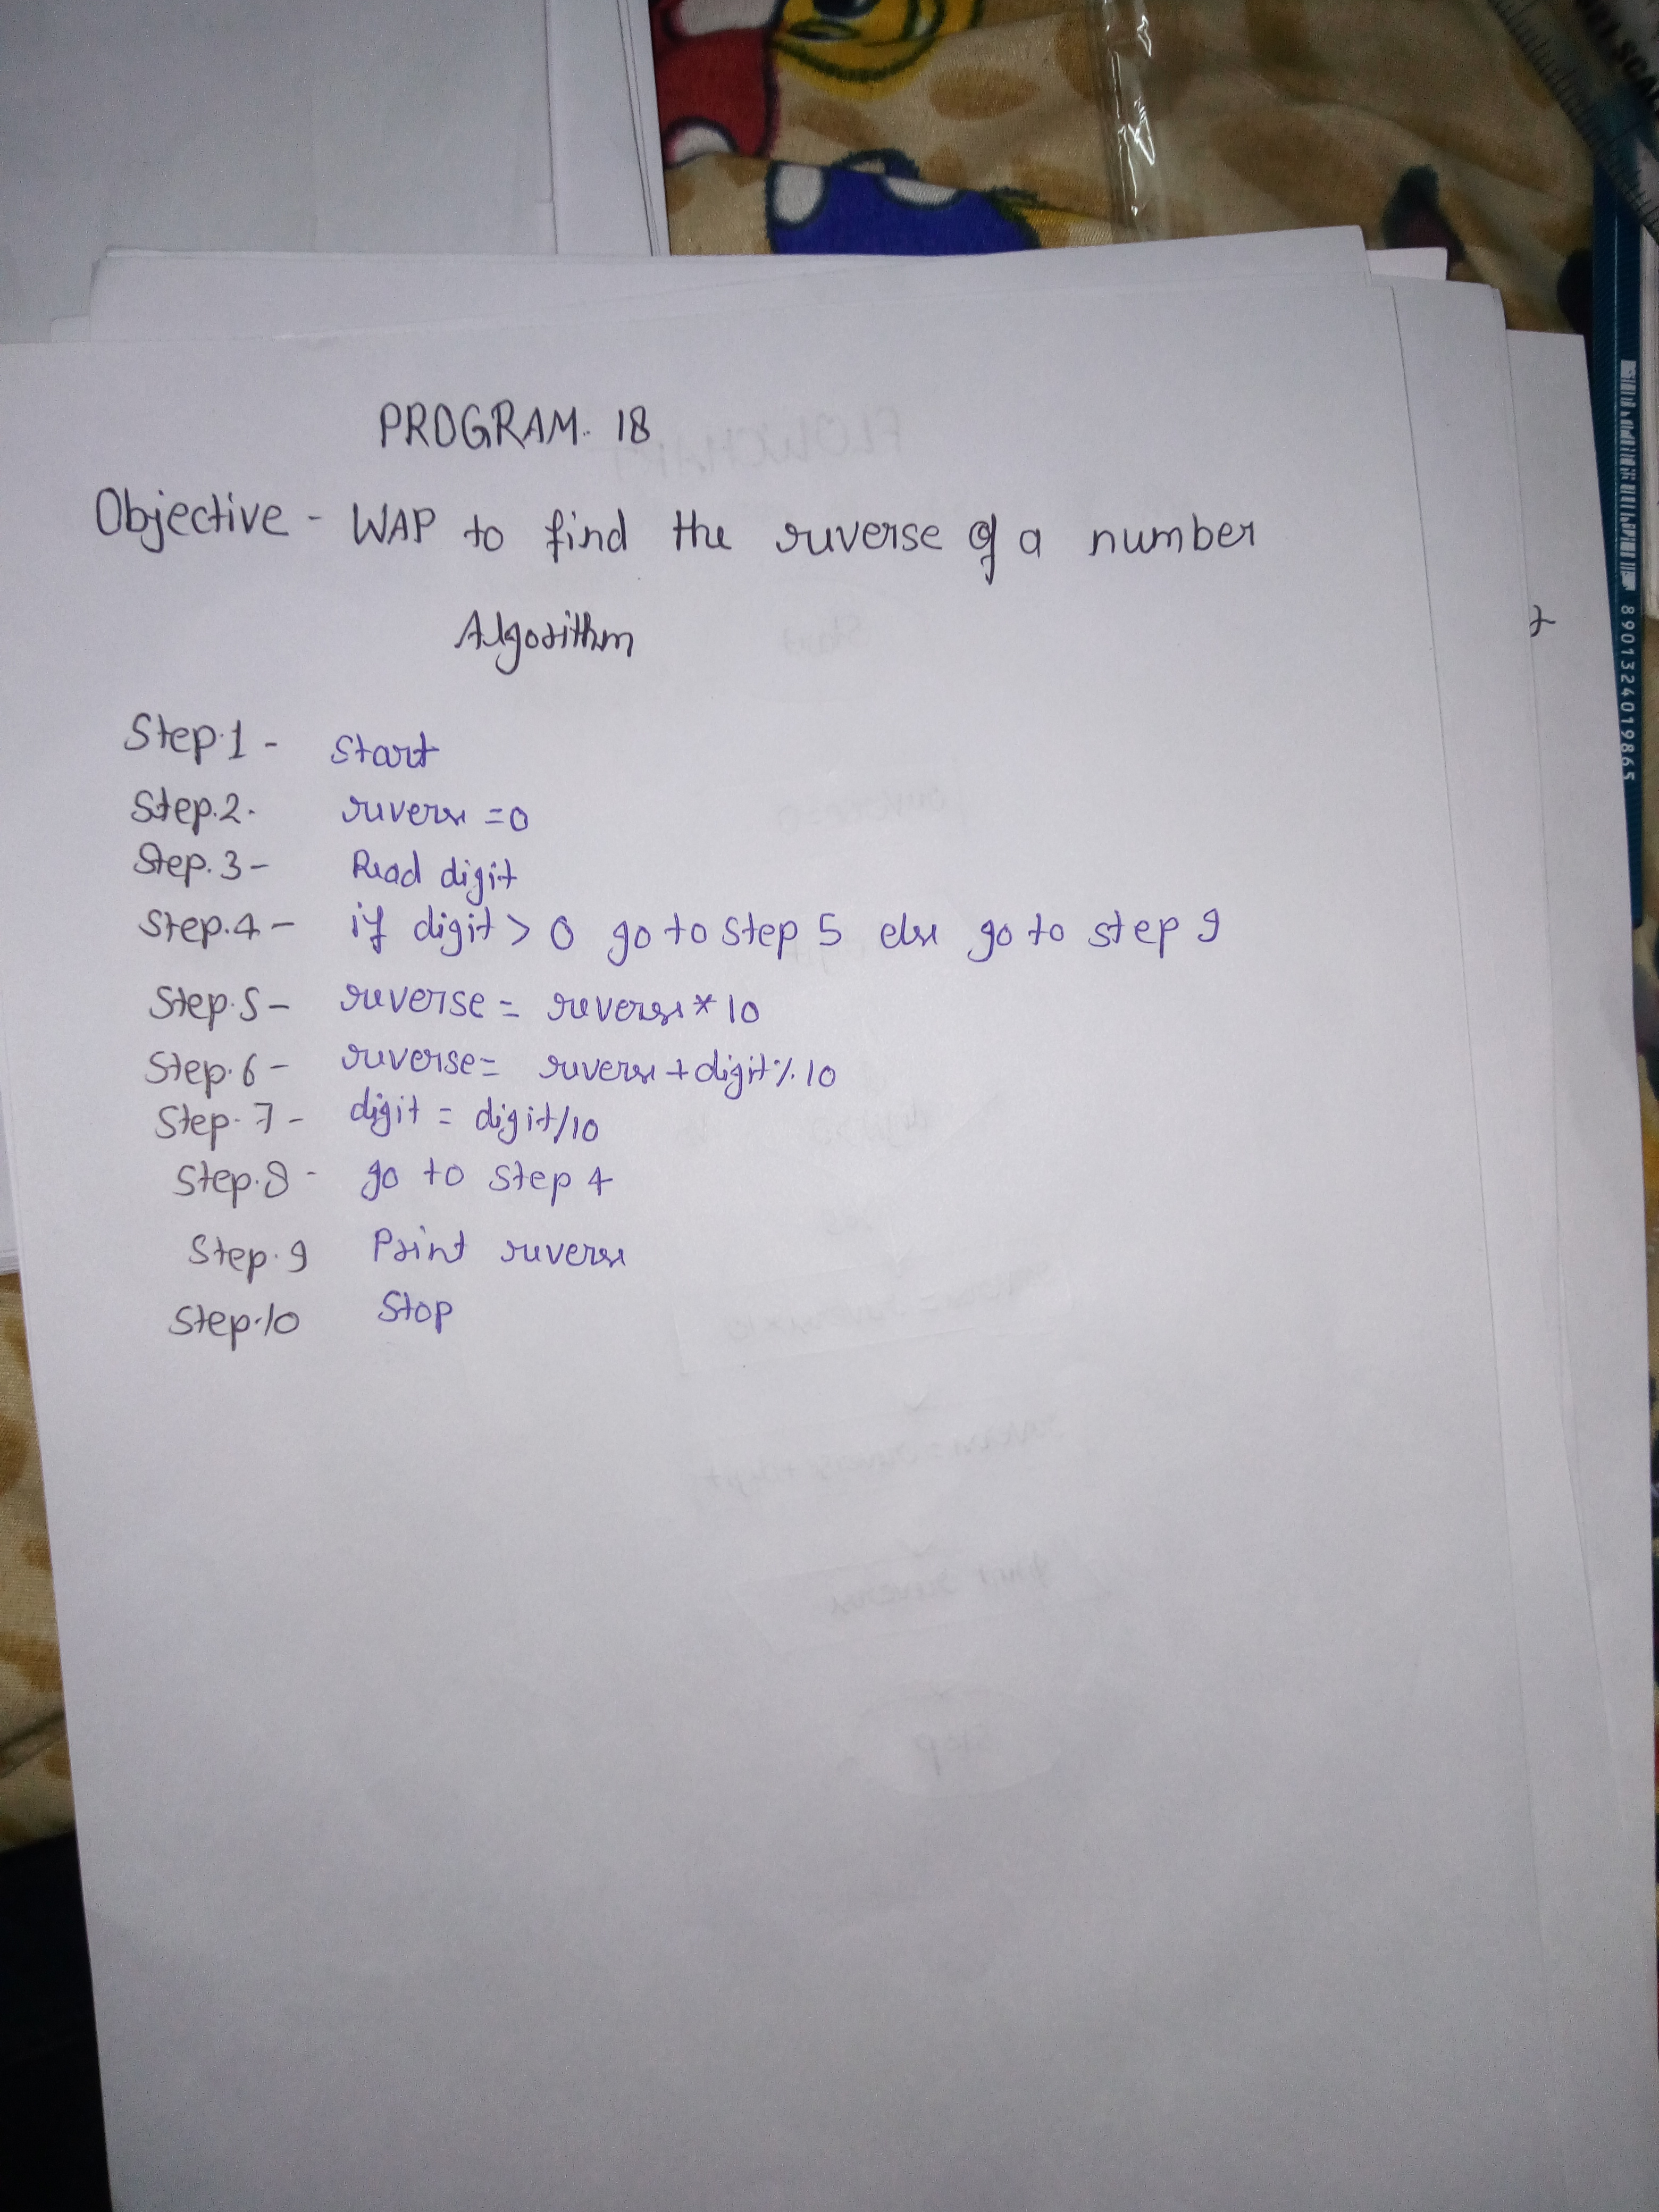 PROGRAM. 18
Objective - WAP to find the reverse of a number
Algorithm
Step.1 - Start
Step.2. reverse =0
Step.3 - Read digit
Step.4 - if digit > 0 go to step 5 else go to step 9
Step.5 - reverse = reverse * 10
Step.6 - reverse = reverse + digit % 10
Step.7 - digit = digit/10
Step.8 - go to step 4
Step.9 Print reverse
Step.10 Stop
8901324019865